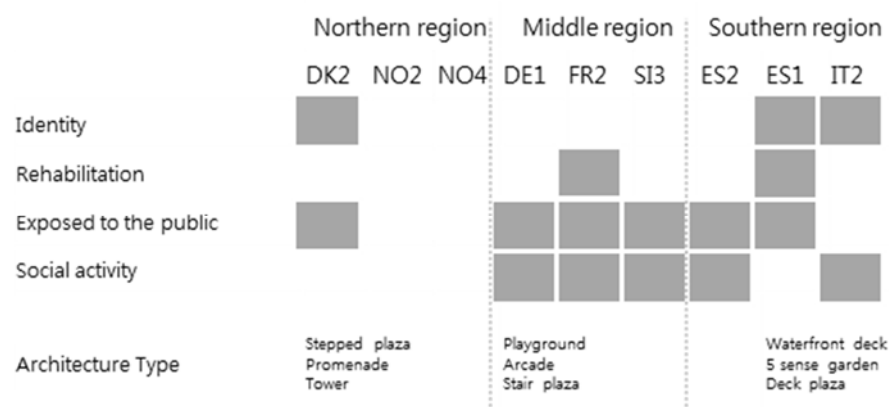 Northern region Middle region Southern region
DK2 NO2 NO4 DE1 FR2 SI3 ES2 ES1 IT2
Identity
Rehabilitation
Exposed to the public
Social activity
Architecture Type
Stepped plaza
Promenade
Tower
Playground
Arcade
Stair plaza
Waterfront deck
5 sense garden
Deck plaza